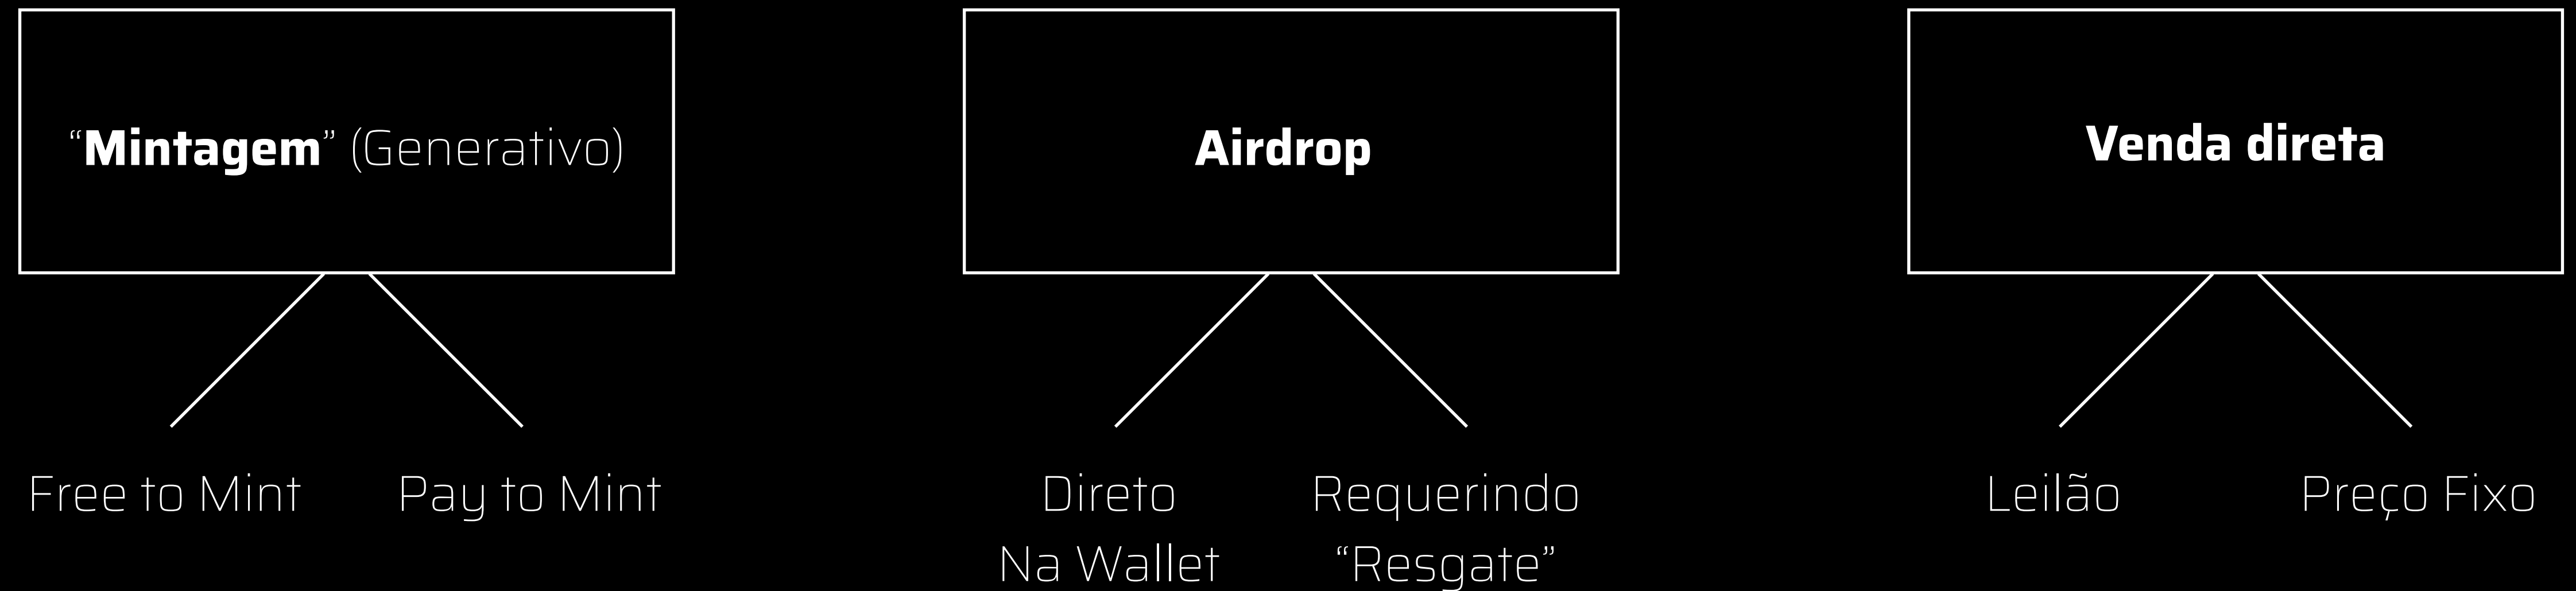 “Mintagem” (Generativo)
Airdrop
Venda direta
Free to Mint
Pay to Mint
Direto
Na Wallet
Requerindo
“Resgate”
Leilão
Preço Fixo